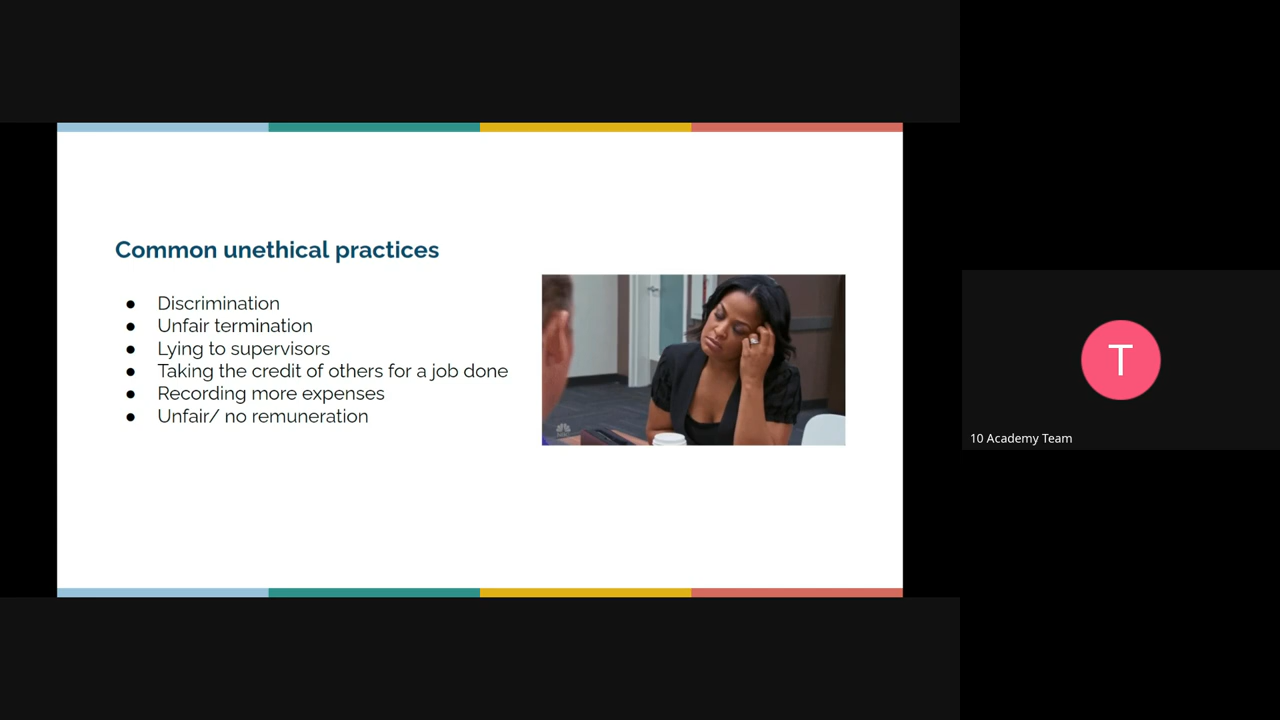 Common unethical practices
● Discrimination
● Unfair termination
● Lying to supervisors
● Taking the credit of others for a job done
● Recording more expenses
● Unfair/ no remuneration
T
10 Academy Team